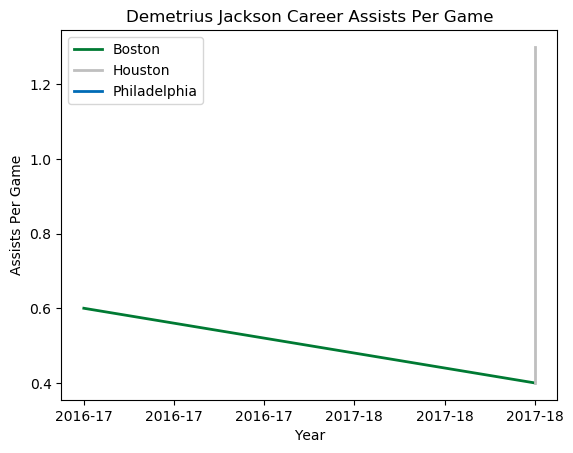 Demetrius Jackson Career Assists Per Game
Boston
Houston
Philadelphia
Assists Per Game
1.2
1.0
0.8
0.6
0.4
2016-17 2016-17 2016-17 2017-18 2017-18 2017-18
Year